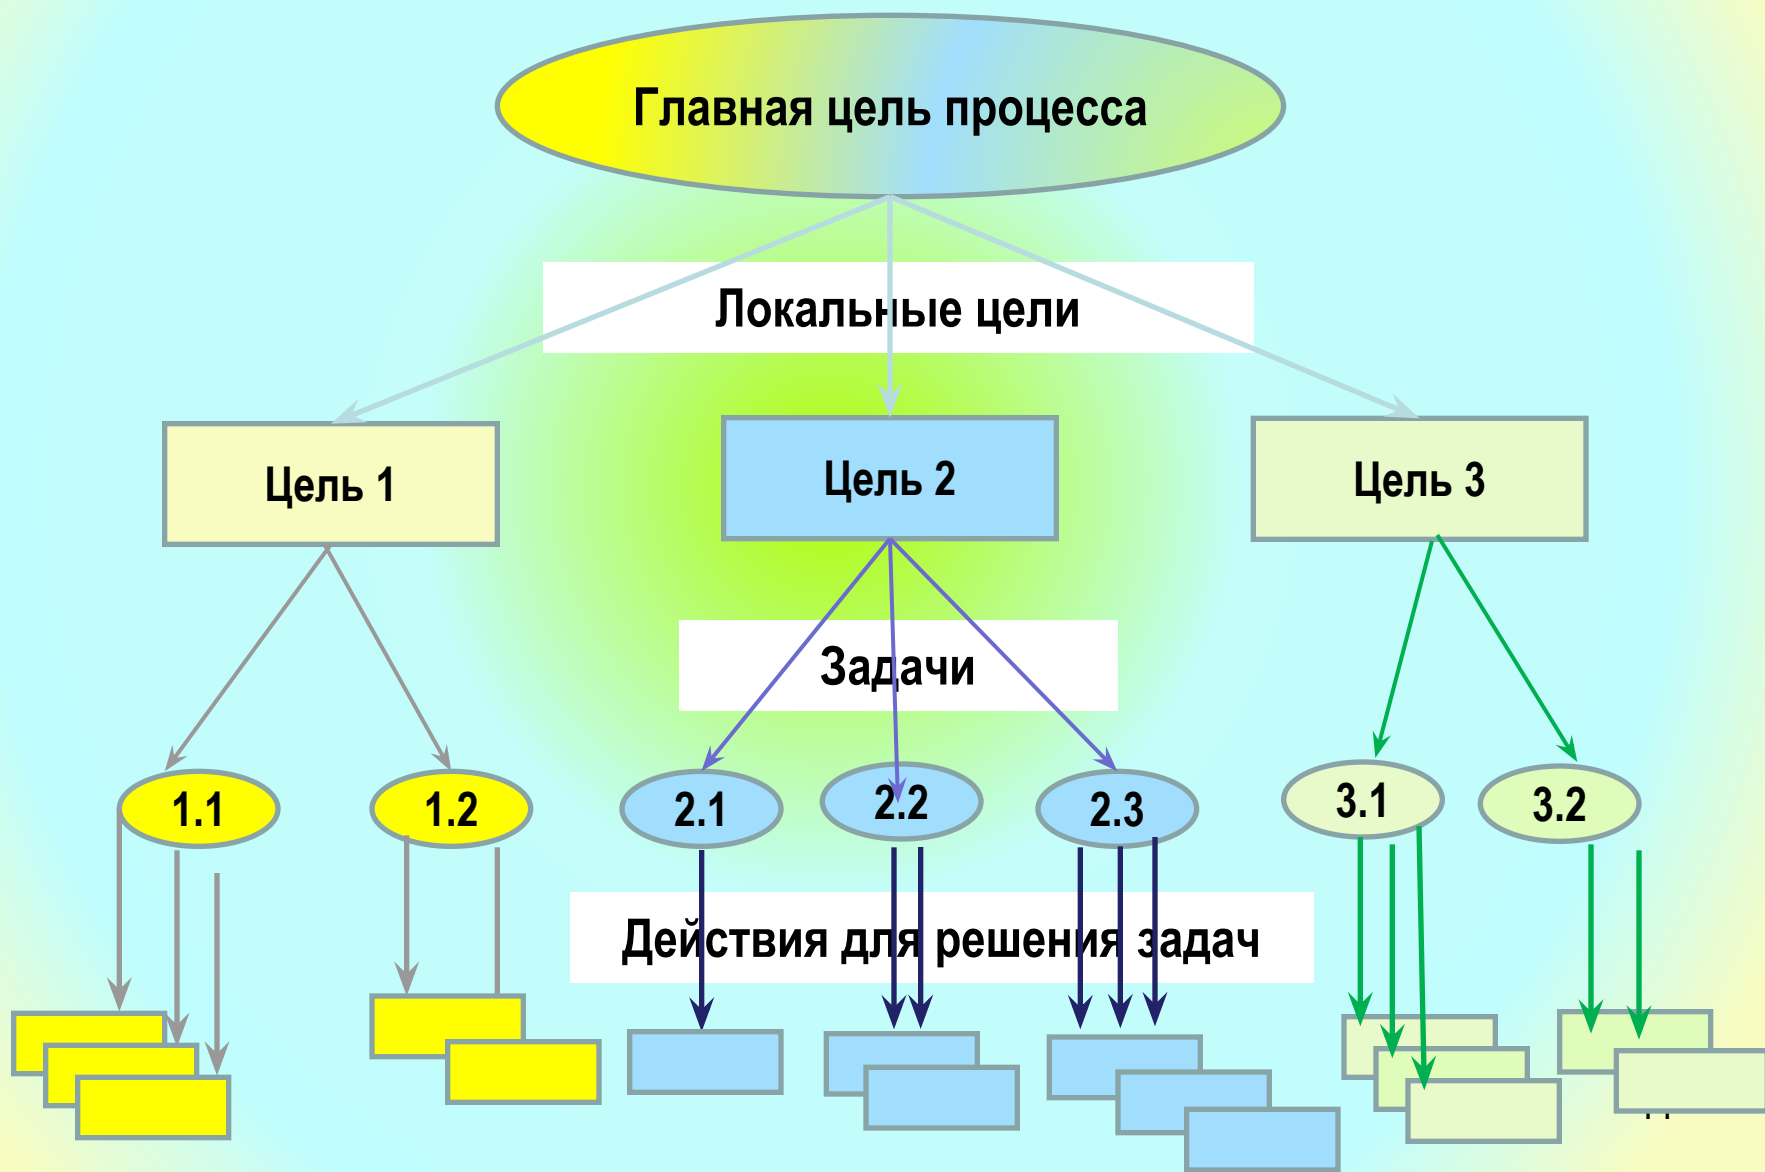 Главная цель процесса
Локальные цели
Цель 1
Цель 2
Цель 3
Задачи
1.1
1.2
2.1
2.2
2.3
3.1
3.2
Действия для решения задач